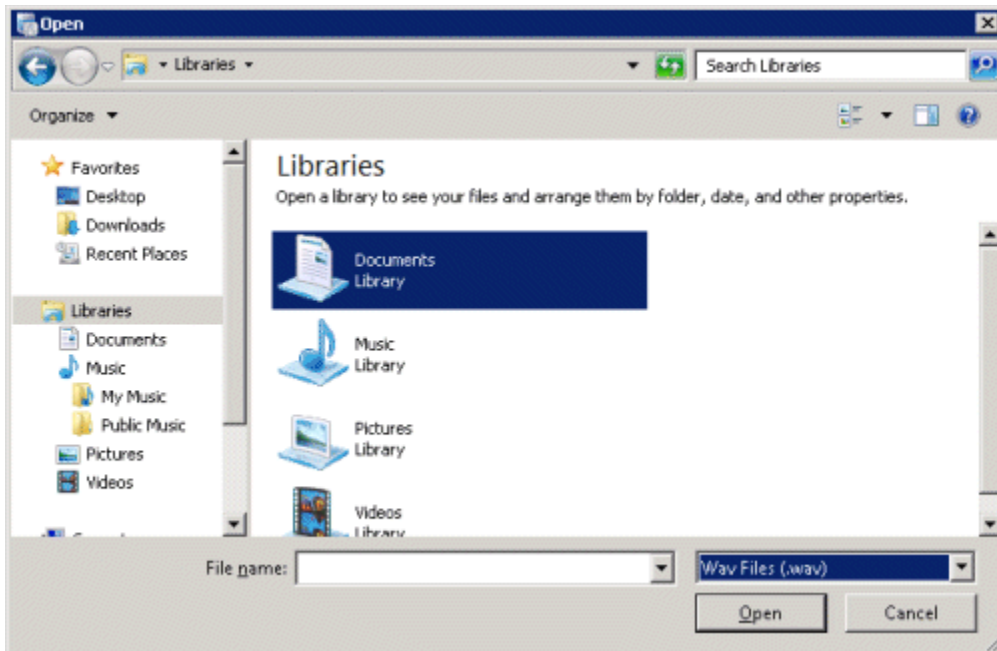 Open
Libraries
Search Libraries
Organize
Favorites
Desktop
Downloads
Recent Places
Libraries
Documents
Music
My Music
Public Music
Pictures
Videos
Libraries
Open a library to see your files and arrange them by folder, date, and other properties.
Documents
Library
Music
Library
Pictures
Library
Videos
Library
File name:
Wav Files (.wav)
Open
Cancel